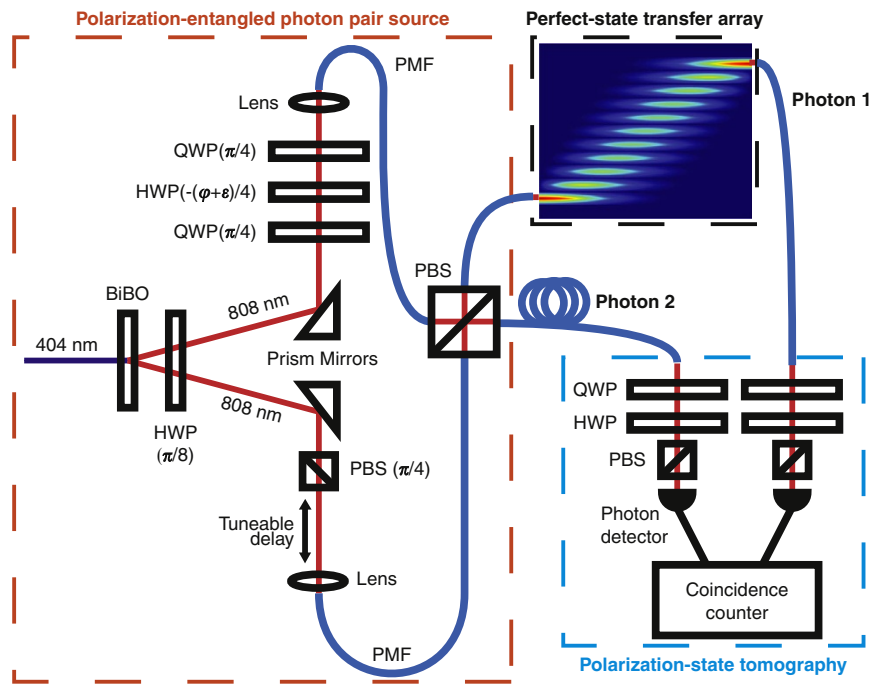 Polarization-entangled photon pair source
Perfect-state transfer array
PMF
Lens
Photon 1
QWP(π/4)
HWP(-(φ+ε)/4)
QWP(π/4)
PBS
BiBO
808 nm
Photon 2
404 nm
Prism Mirrors
808 nm
HWP
(π/8)
QWP
HWP
PBS (π/4)
PBS
Tuneable
delay
Photon
detector
Lens
Coincidence
counter
PMF
Polarization-state tomography